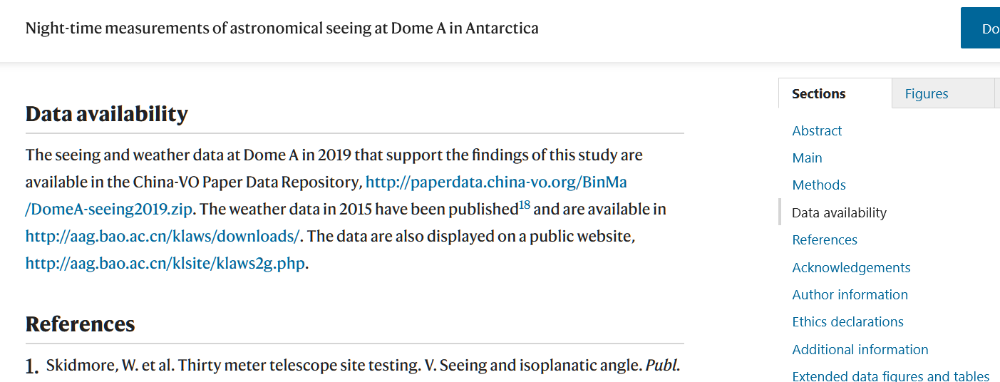 Night-time measurements of astronomical seeing at Dome A in Antarctica
Do
Data availability
The seeing and weather data at Dome A in 2019 that support the findings of this study are
available in the China-VO Paper Data Repository, http://paperdata.china-vo.org/BinMa
/DomeA-seeing2019.zip. The weather data in 2015 have been published18 and are available in
http://aag.bao.ac.cn/klaws/downloads/. The data are also displayed on a public website,
http://aag.bao.ac.cn/klsite/klaws2g.php.
References
1. Skidmore, W. et al. Thirty meter telescope site testing. V. Seeing and isoplanatic angle. Publ.
Sections
Figures
Abstract
Main
Methods
Data availability
References
Acknowledgements
Author information
Ethics declarations
Additional information
Extended data figures and tables